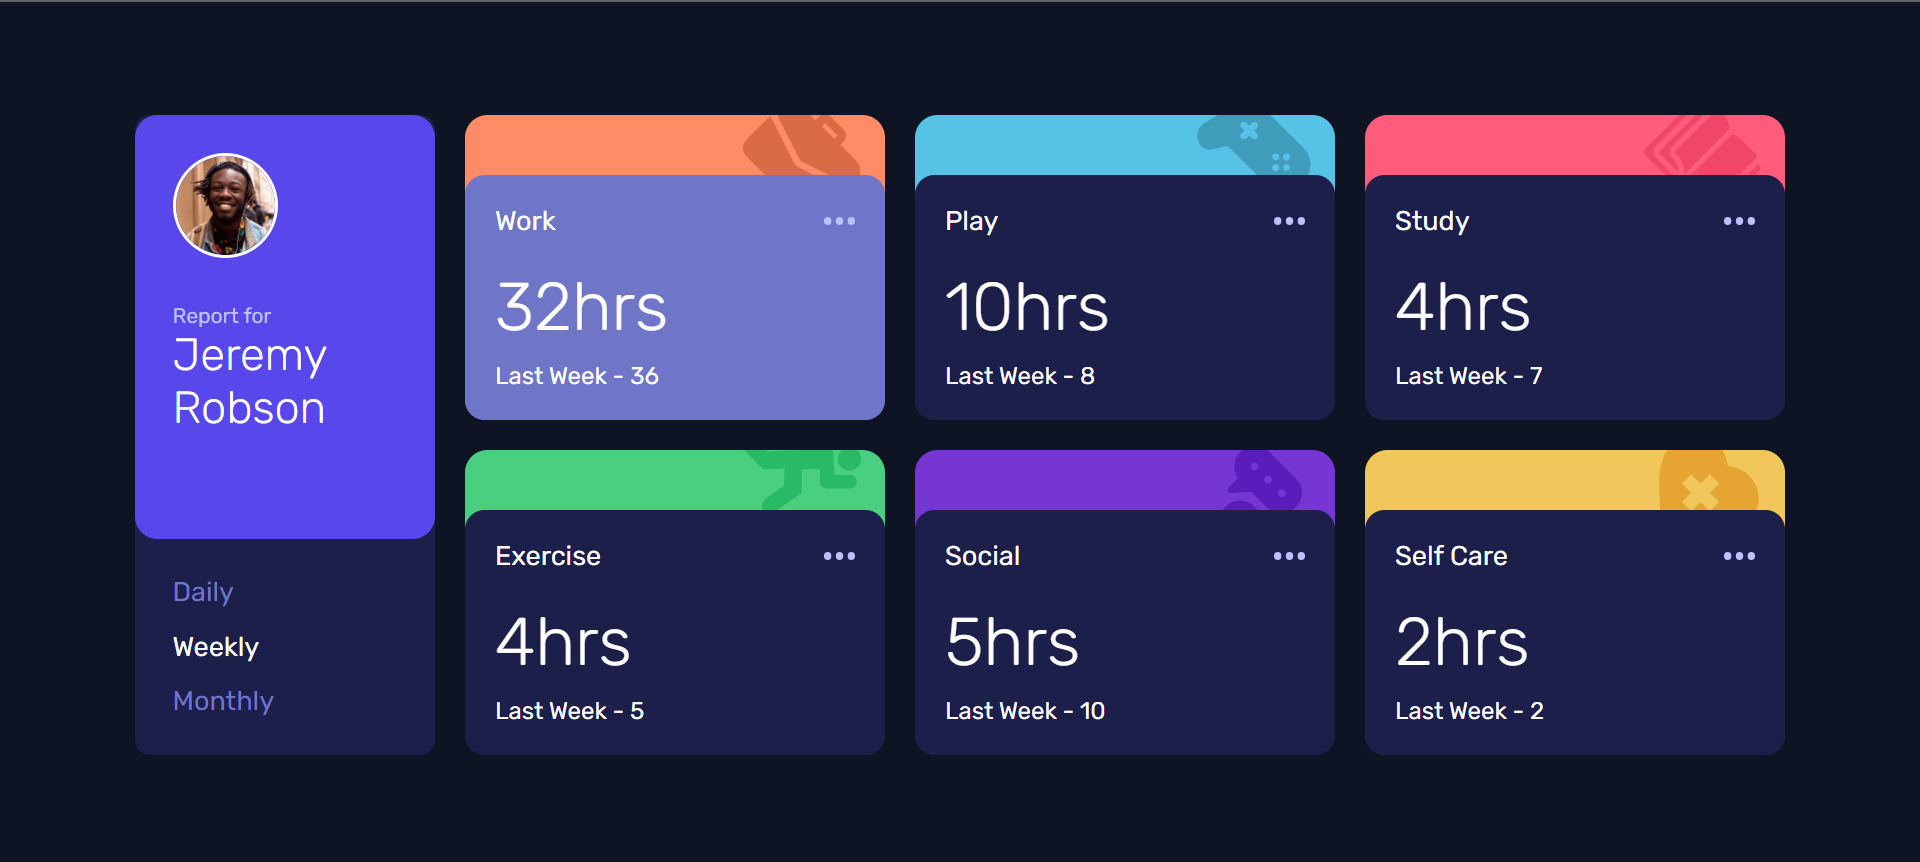 Report for
Jeremy
Robson
Daily
Weekly
Monthly
Work
32hrs
Last Week - 36
Play
10hrs
Last Week - 8
Study
4hrs
Last Week - 7
Exercise
4hrs
Last Week - 5
Social
5hrs
Last Week - 10
Self Care
2hrs
Last Week - 2